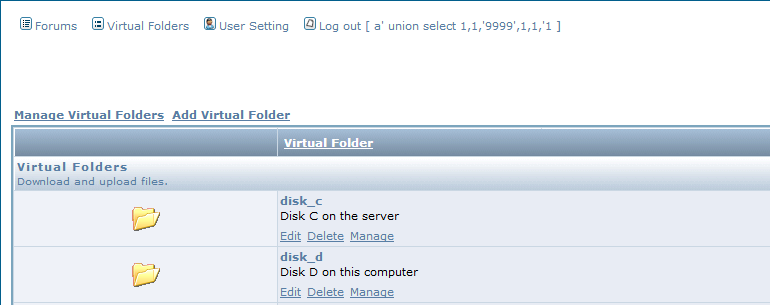 Forums Virtual Folders User Setting Log out [ a' union select 1,1,'9999',1,1,'1 ]
Manage Virtual Folders Add Virtual Folder
Virtual Folder
Virtual Folders
Download and upload files.
disk_c
Disk C on the server
Edit Delete Manage
disk_d
Disk D on this computer
Edit Delete Manage